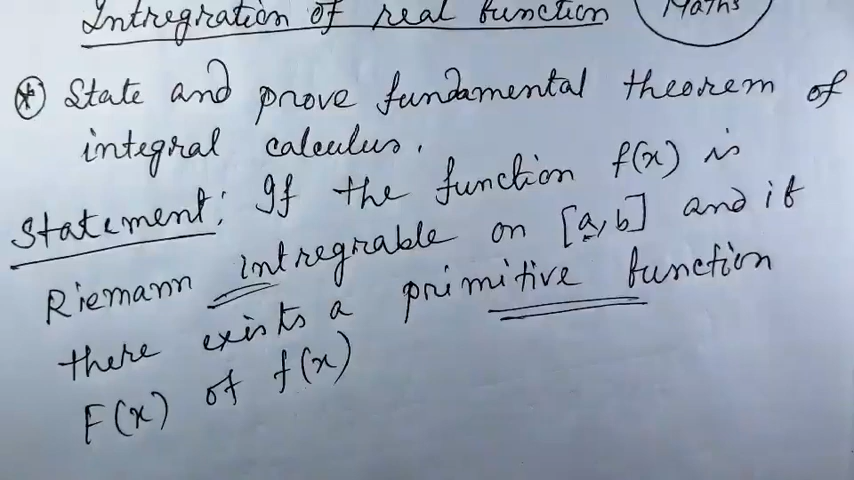 Intregration of real function
Maths
* State and prove fundamental theorem of
integral calculus.
Statement: If the function f(x) is
Riemann intregrable on [a,b] and if
there exists a primitive function
F(x) of f(x)